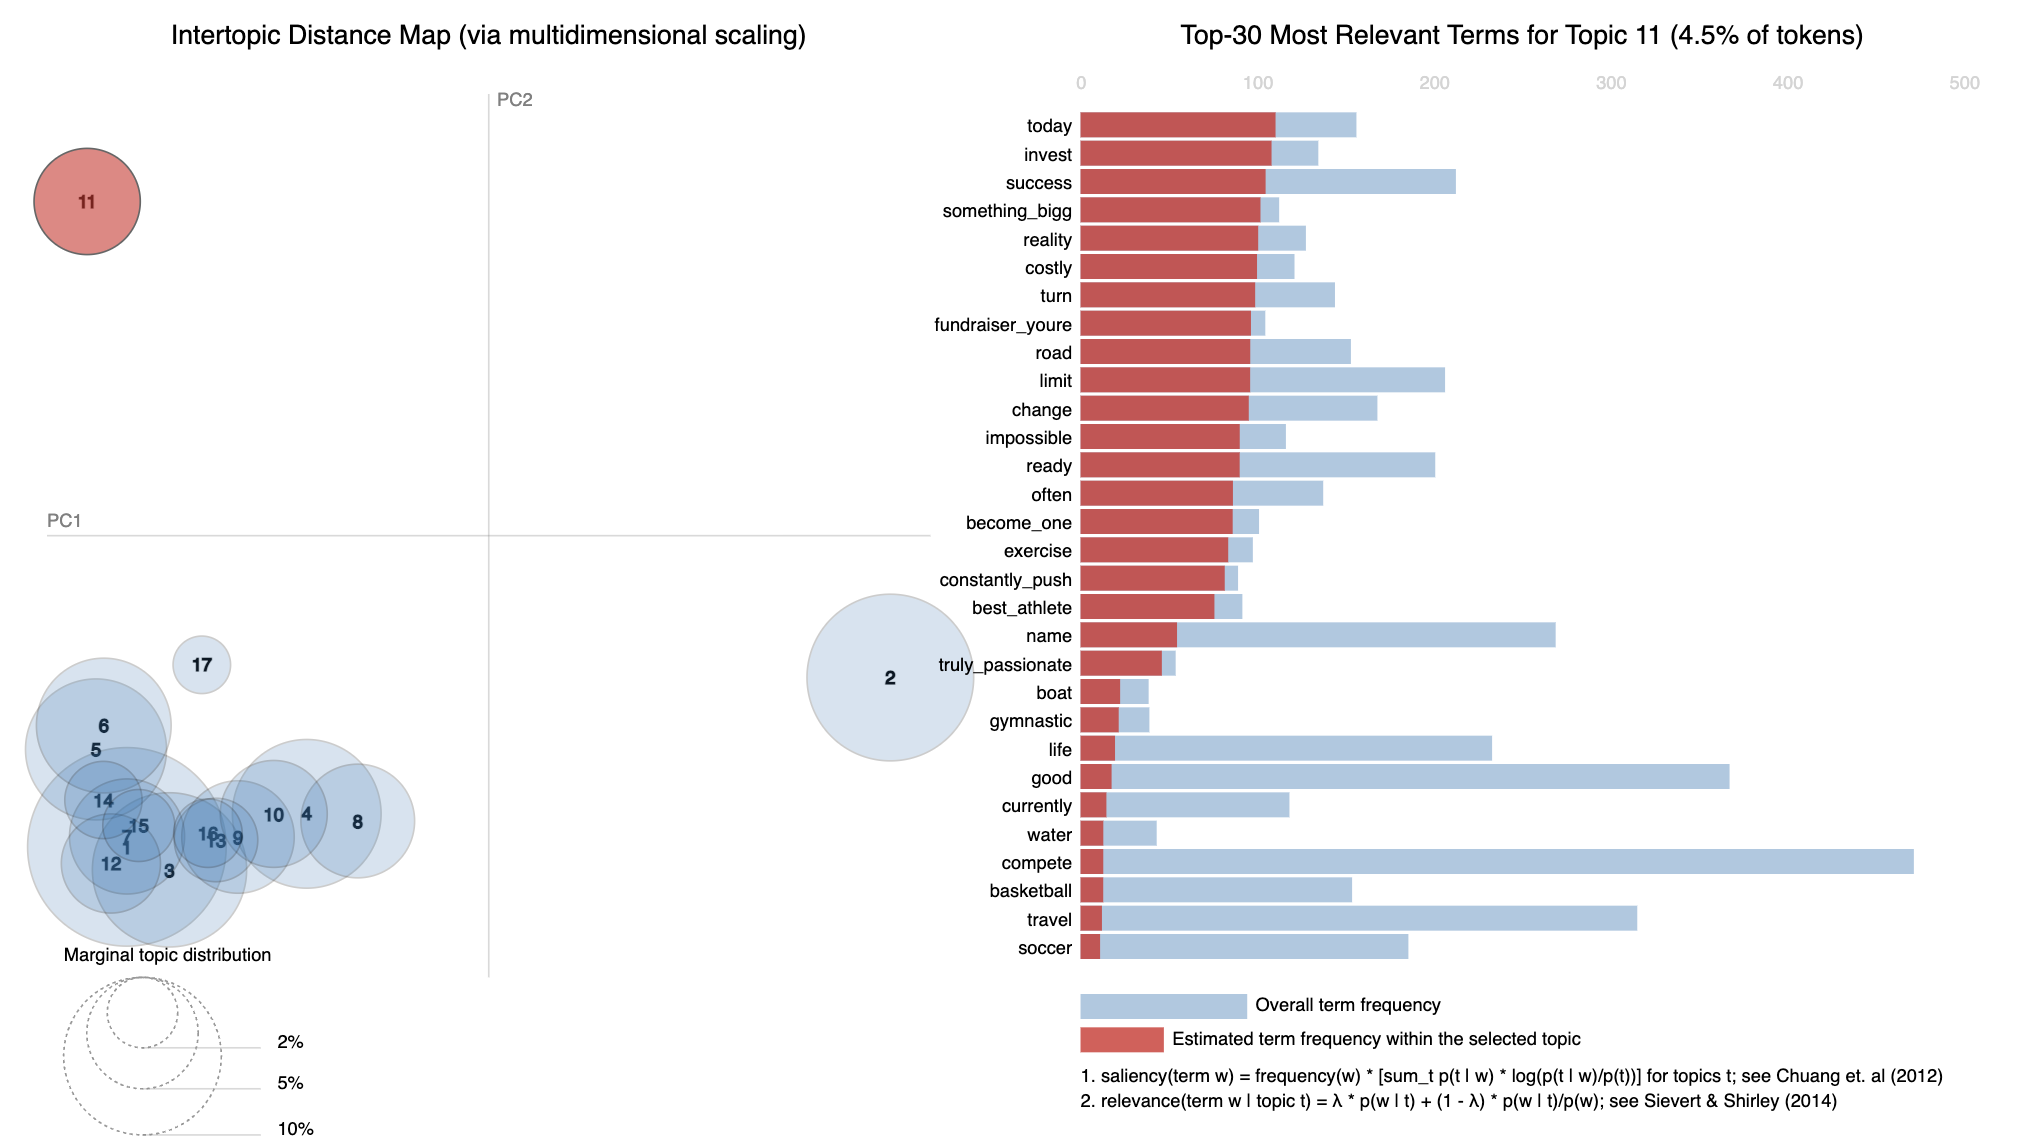 Intertopic Distance Map (via multidimensional scaling)
PC2
PC1
11
2
17
6
5
14
15
7
1
12
3
16
13
9
10
4
8
Marginal topic distribution
2%
5%
10%
Top-30 Most Relevant Terms for Topic 11 (4.5% of tokens)
0 100 200 300 400 500
today
invest
success
something_bigg
reality
costly
turn
fundraiser_youre
road
limit
change
impossible
ready
often
become_one
exercise
constantly_push
best_athlete
name
truly_passionate
boat
gymnastic
life
good
currently
water
compete
basketball
travel
soccer
Overall term frequency
Estimated term frequency within the selected topic
1. saliency(term w) = frequency(w) * [sum_t p(t | w) * log(p(t | w)/p(t))] for topics t; see Chuang et. al (2012)
2. relevance(term w | topic t) = λ * p(w | t) + (1 - λ) * p(w | t)/p(w); see Sievert & Shirley (2014)